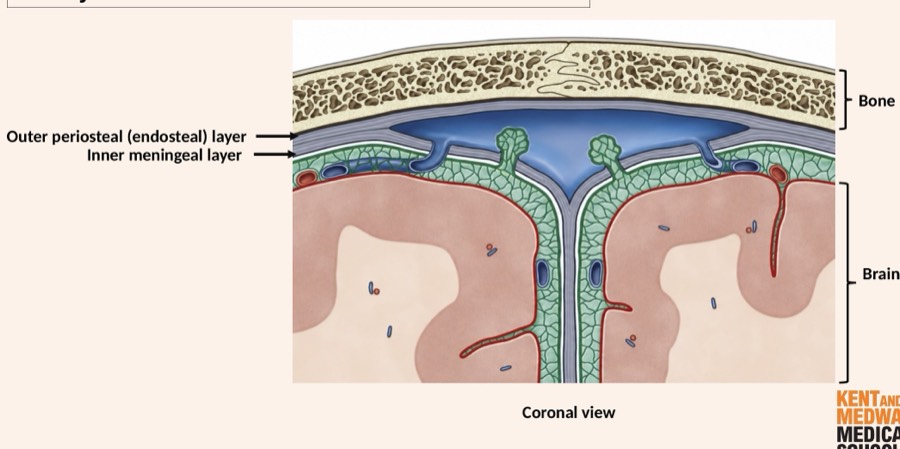 Outer periosteal (endosteal) layer
Inner meningeal layer
Bone
Brain
Coronal view
KENT AND
MEDWA
MEDICA